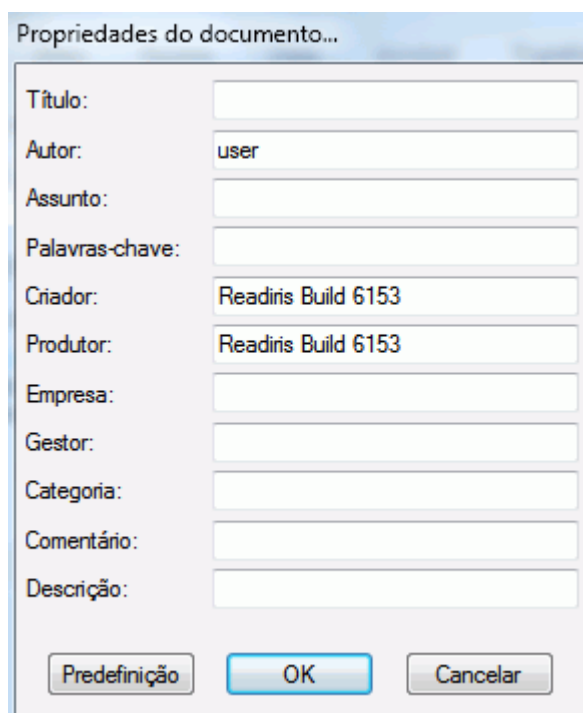 Propriedades do documento...
Título:
Autor: user
Assunto:
Palavras-chave:
Criador: Readiris Build 6153
Produtor: Readiris Build 6153
Empresa:
Gestor:
Categoria:
Comentário:
Descrição:
Predefinição OK Cancelar